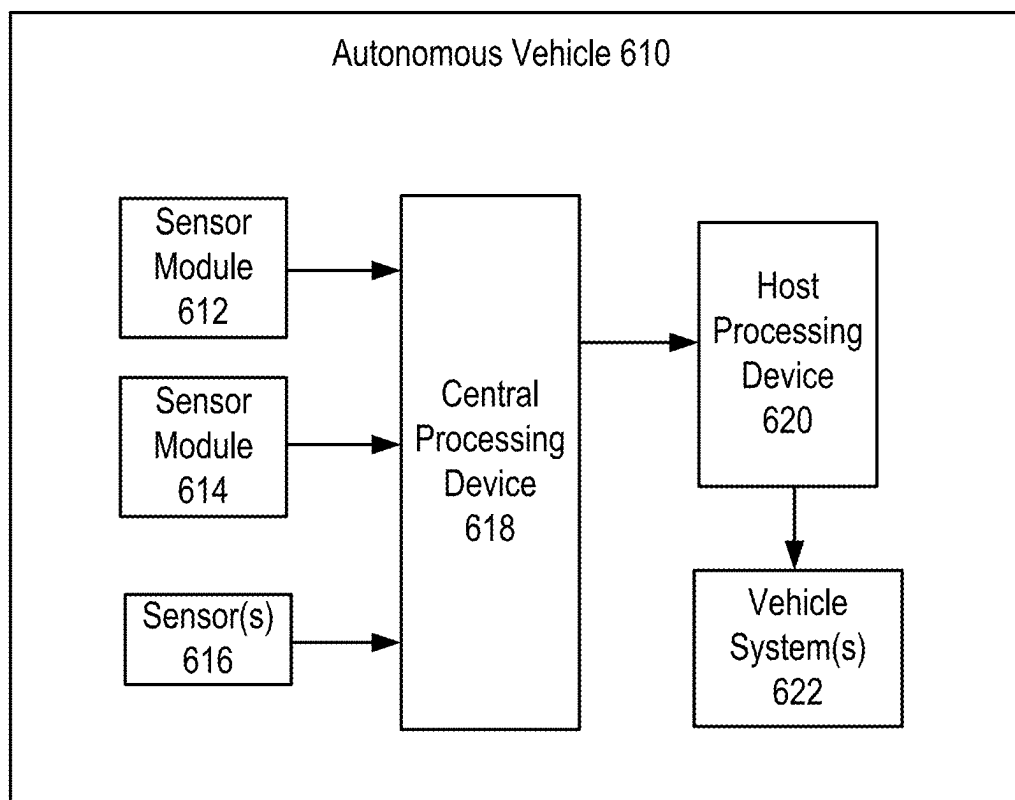 Autonomous Vehicle 610
Sensor
Module
612
Sensor
Module
614
Sensor(s)
616
Central
Processing
Device
618
Host
Processing
Device
620
Vehicle
System(s)
622